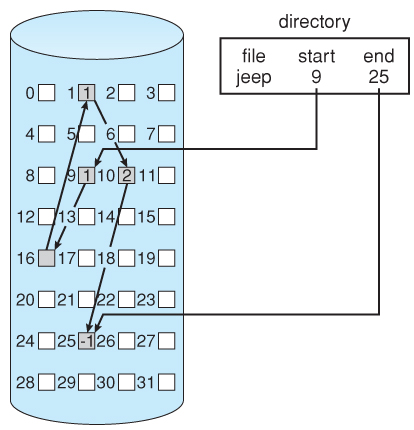 directory
file start end
jeep 9 25
0 1 1 2 3
4 5 6 7
8 9 1 10 2 11
12 13 14 15
16 17 18 19
20 21 22 23
24 25 -1 26 27
28 29 30 31